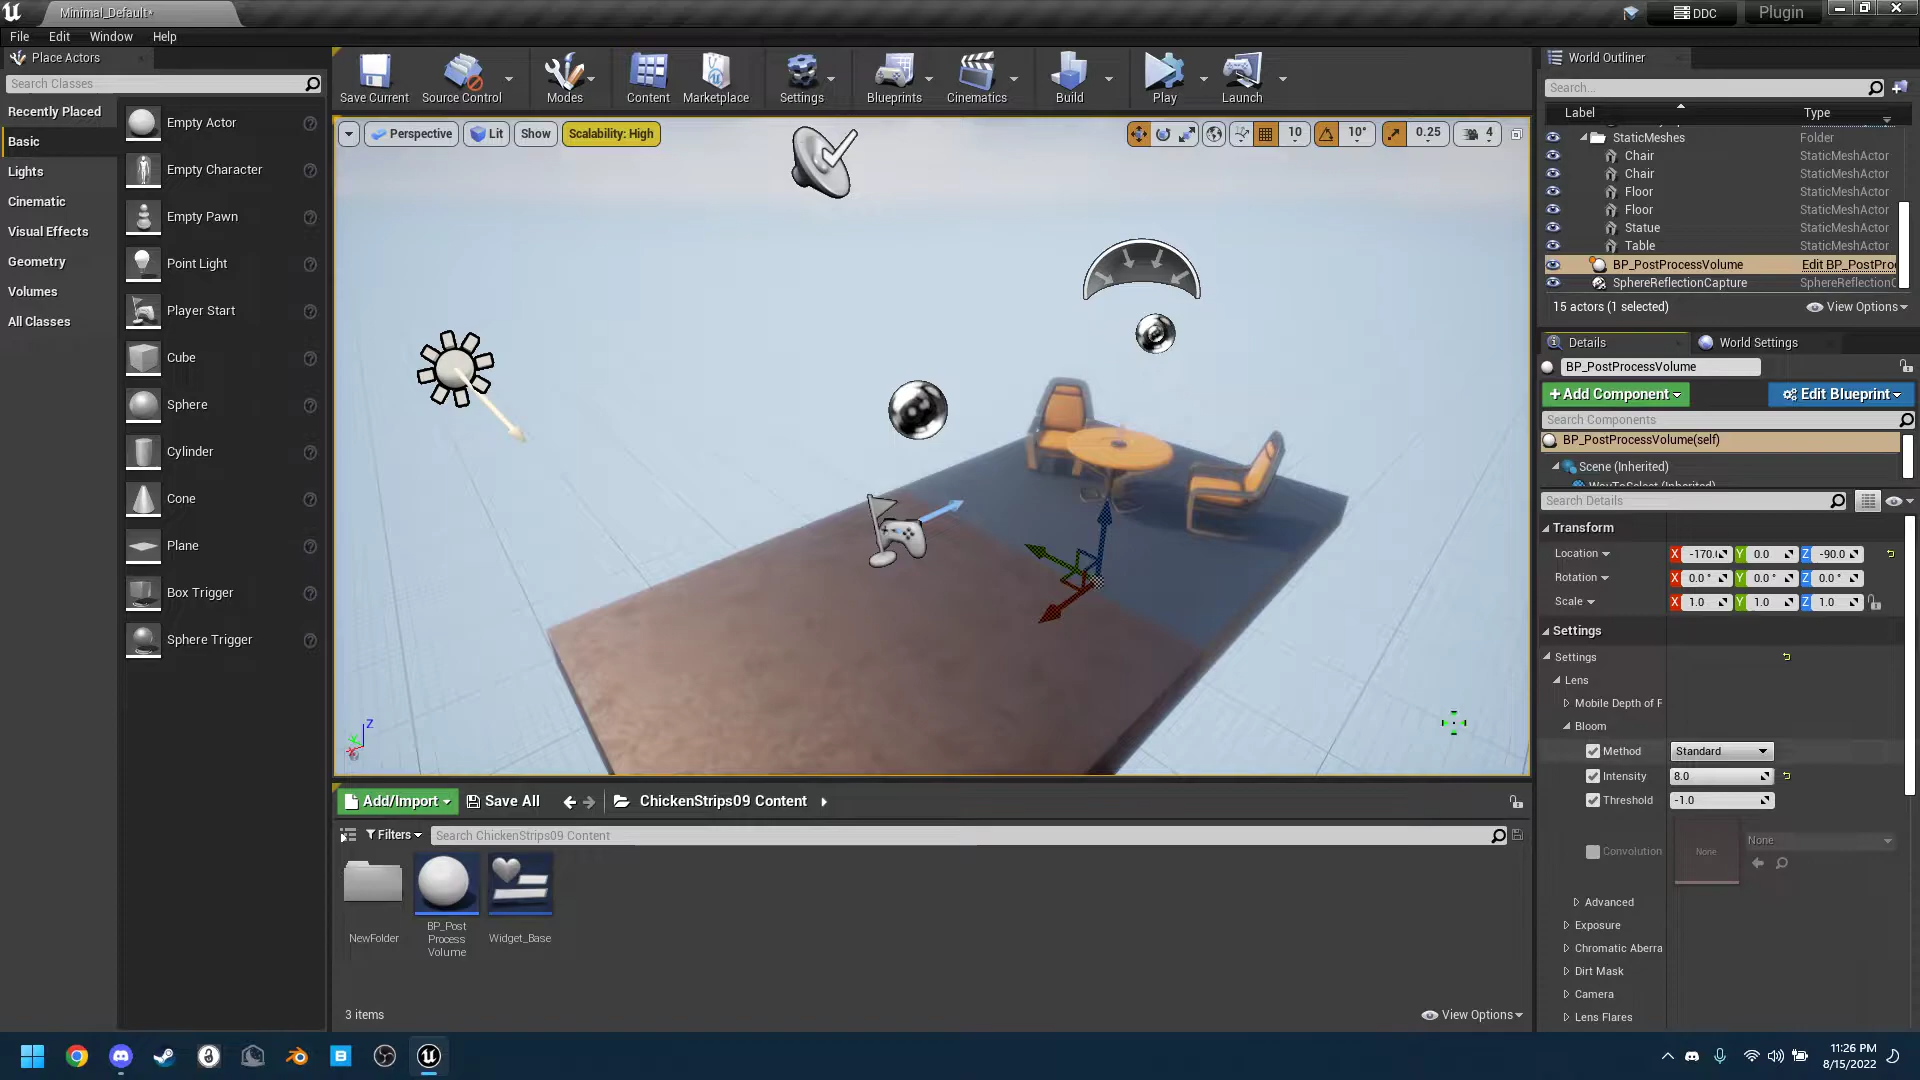 Minimal_Default*
DDC
Plugin
File
Edit
Window
Help
Place Actors
Search Classes
Recently Placed
Basic
Lights
Cinematic
Visual Effects
Geometry
Volumes
All Classes
Empty Actor
Empty Character
Empty Pawn
Point Light
Player Start
Cube
Sphere
Cylinder
Cone
Plane
Box Trigger
Sphere Trigger
Save Current
Source Control
Modes
Content
Marketplace
Settings
Blueprints
Cinematics
Build
Play
Launch
Perspective
Lit
Show
Scalability: High
10
10°
0.25
4
Z
World Outliner
Search...
Label
Type
StaticMeshes
Folder
Chair
StaticMeshActor
Chair
StaticMeshActor
Floor
StaticMeshActor
Floor
StaticMeshActor
Statue
StaticMeshActor
Table
StaticMeshActor
BP_PostProcessVolume
Edit BP_PostPro
SphereReflectionCapture
SphereReflectionC
15 actors (1 selected)
View Options
Details
World Settings
BP_PostProcessVolume
+Add Component
Edit Blueprint
Search Components
BP_PostProcessVolume(self)
Scene (Inherited)
Search Details
Transform
Location
X
-170.
Y
0.0
Z
-90.0
Rotation
X
0.0 °
Y
0.0 °
Z
0.0 °
Scale
X
1.0
Y
1.0
Z
1.0
Settings
Settings
Lens
Mobile Depth of F
Bloom
Method
Standard
Intensity
8.0
Threshold
-1.0
Convolution
None
None
Advanced
Exposure
Chromatic Aberra
Dirt Mask
Camera
Lens Flares
Add/Import
Save All
ChickenStrips09 Content
Filters
Search ChickenStrips09 Content
NewFolder
BP_Post
Process
Volume
Widget_Base
3 items
View Options
11:26 PM
8/15/2022